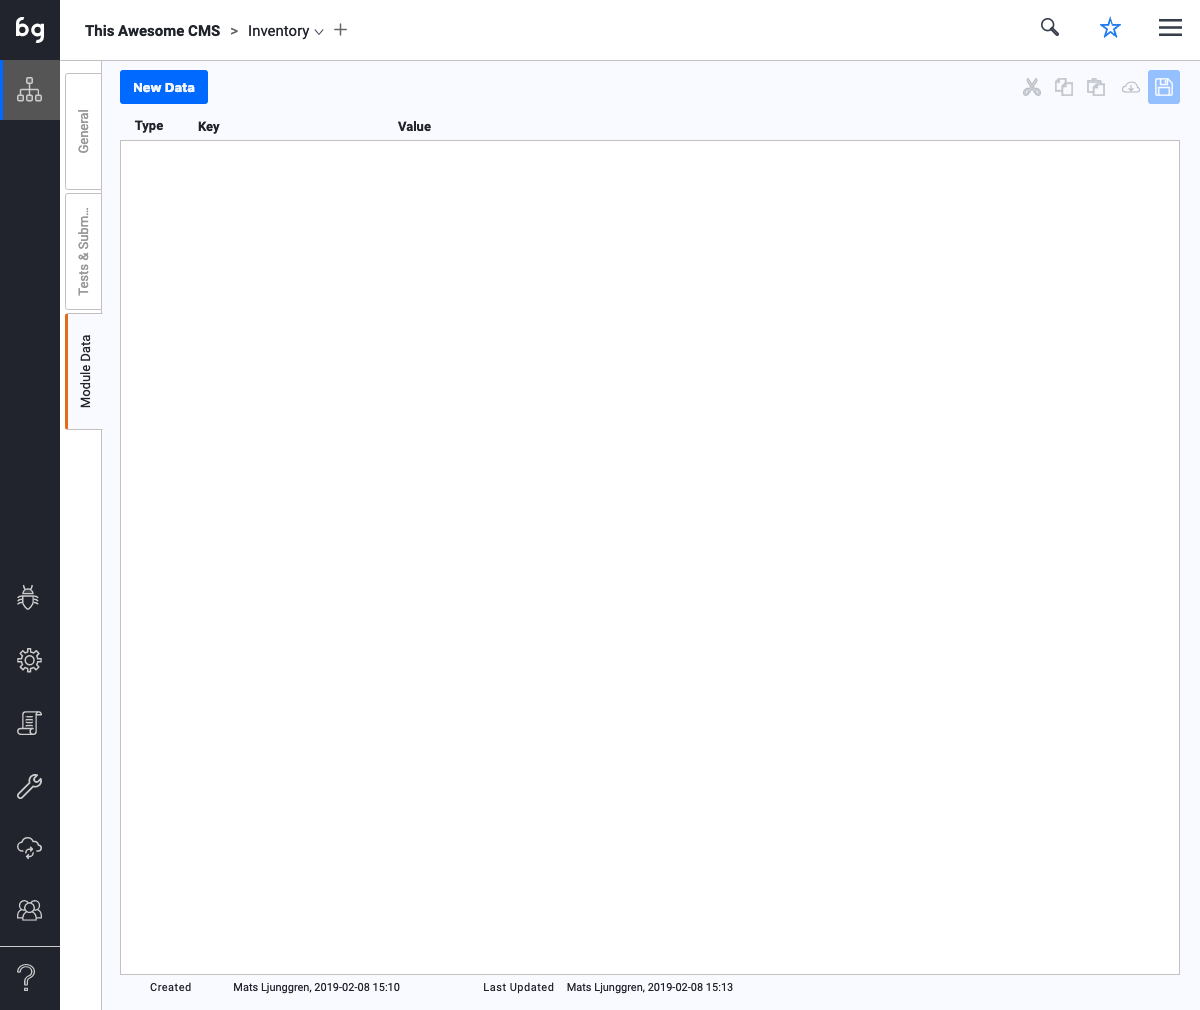 bg
This Awesome CMS > Inventory
New Data
General
Tests & Subm...
Module Data
Type Key Value
Created Mats Ljunggren, 2019-02-08 15:10 Last Updated Mats Ljunggren, 2019-02-08 15:13